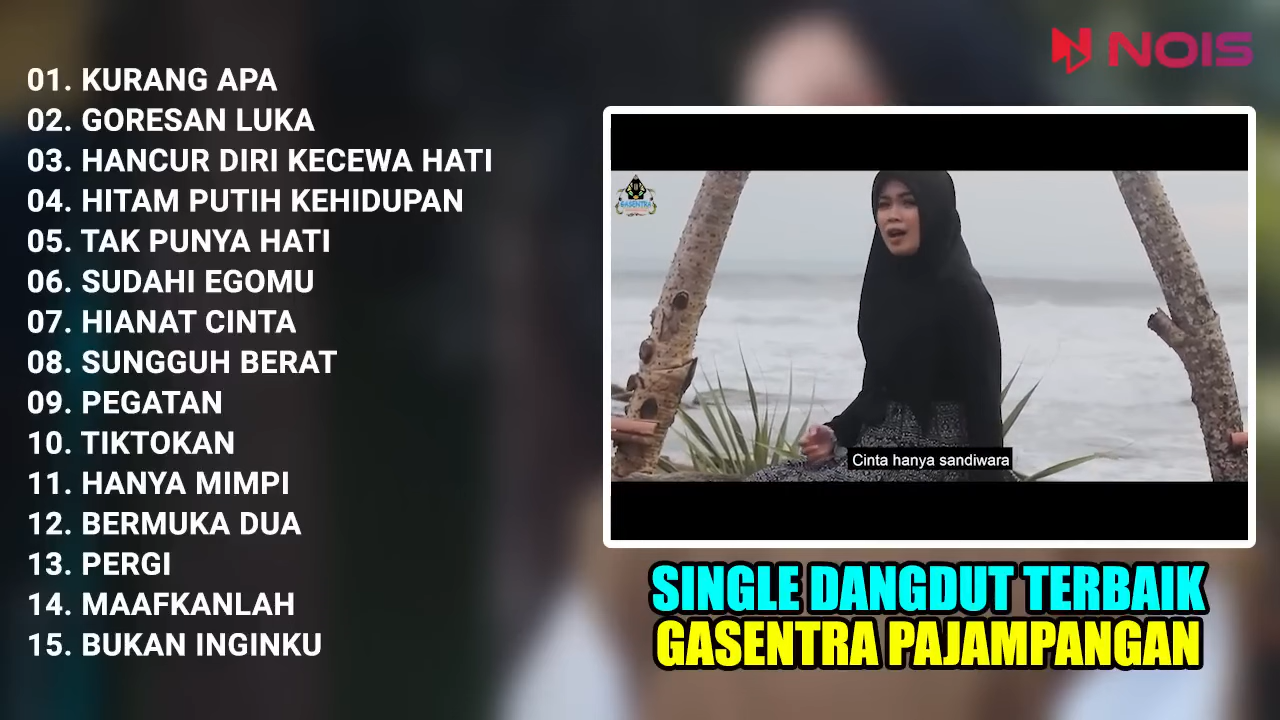 NOIS
01. KURANG APA
02. GORESAN LUKA
03. HANCUR DIRI KECEWA HATI
04. HITAM PUTIH KEHIDUPAN
05. TAK PUNYA HATI
06. SUDAHI EGOMU
07. HIANAT CINTA
08. SUNGGUH BERAT
09. PEGATAN
10. TIKTOKAN
11. HANYA MIMPI
12. BERMUKA DUA
13. PERGI
14. MAAFKANLAH
15. BUKAN INGINKU
GASENTRA
Cinta hanya sandiwara
SINGLE DANGDUT TERBAIK
GASENTRA PAJAMPANGAN